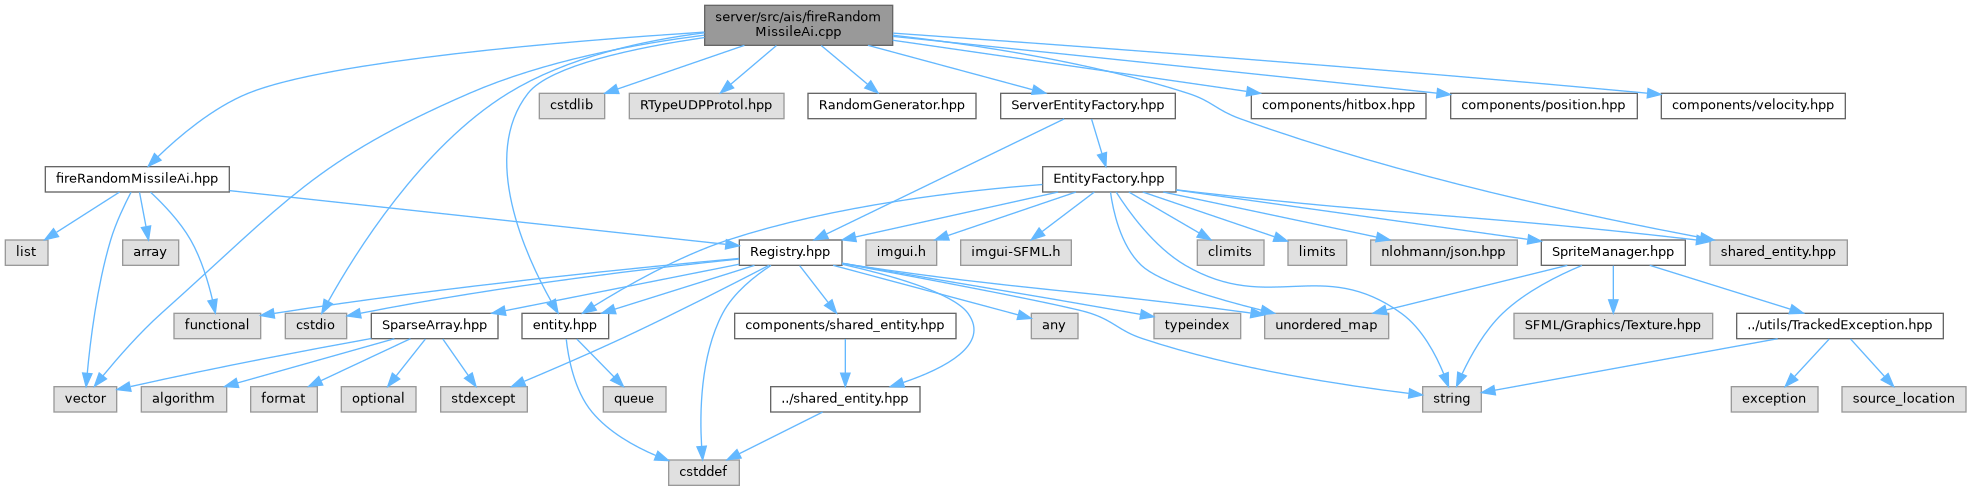 server/src/ais/fireRandom
MissileAi.cpp
cstdlib
RTypeUDPProtol.hpp
RandomGenerator.hpp
ServerEntityFactory.hpp
components/hitbox.hpp
components/position.hpp
components/velocity.hpp
fireRandomMissileAi.hpp
EntityFactory.hpp
list
array
Registry.hpp
imgui.h
imgui-SFML.h
climits
limits
nlohmann/json.hpp
SpriteManager.hpp
shared_entity.hpp
functional
cstdio
SparseArray.hpp
entity.hpp
components/shared_entity.hpp
any
typeindex
unordered_map
SFML/Graphics/Texture.hpp
../utils/TrackedException.hpp
vector
algorithm
format
optional
stdexcept
queue
../shared_entity.hpp
string
exception
source_location
cstddef